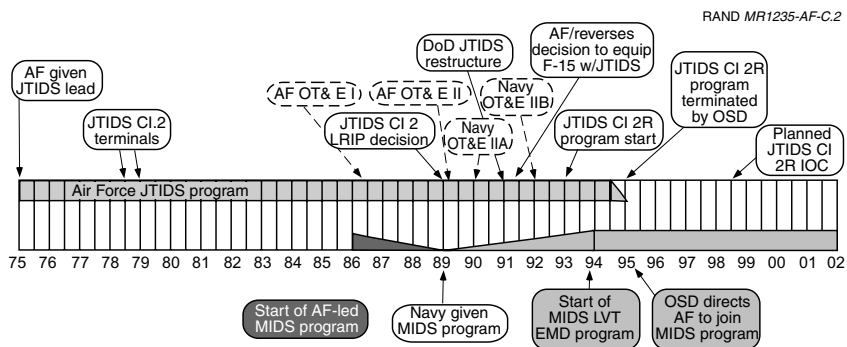 RAND MR1235-AF-C.2
AF given
JTIDS lead
JTIDS CI.2
terminals
AF OT& E I
AF OT& E II
JTIDS CI 2
LRIP decision
DoD JTIDS
restructure
Navy
OT&E IIA
Navy
OT&E IIB
AF/reverses
decision to equip
F-15 w/JTIDS
JTIDS CI 2R
program start
JTIDS CI 2R
program
terminated
by OSD
Planned
JTIDS CI
2R IOC
Air Force JTIDS program
75 76 77 78 79 80 81 82 83 84 85 86 87 88 89 90 91 92 93 94 95 96 97 98 99 00 01 02
Start of AF-led
MIDS program
Navy given
MIDS program
Start of
MIDS LVT
EMD program
OSD directs
AF to join
MIDS program